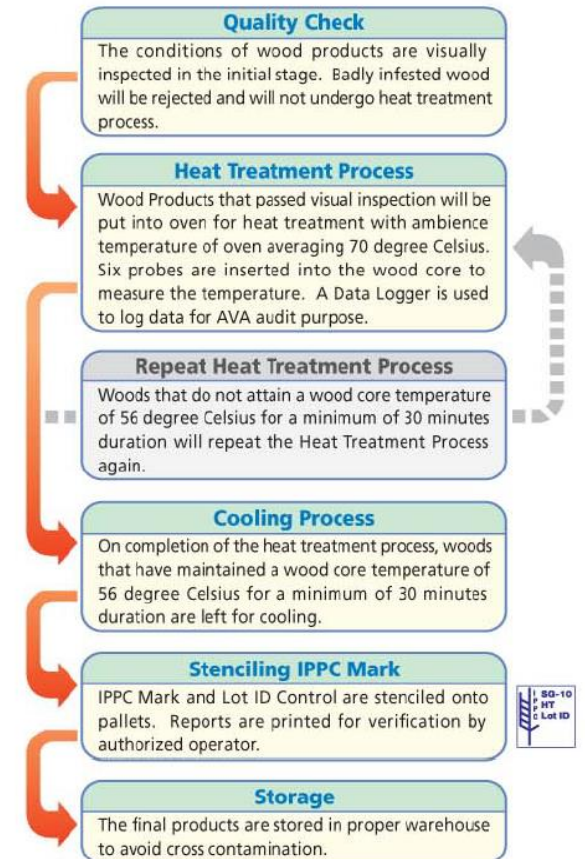 Quality Check
The conditions of wood products are visually
inspected in the initial stage. Badly infested wood
will be rejected and will not undergo heat treatment
process.
Heat Treatment Process
Wood Products that passed visual inspection will be
put into oven for heat treatment with ambience
temperature of oven averaging 70 degree Celsius.
Six probes are inserted into the wood core to
measure the temperature. A Data Logger is used
to log data for AVA audit purpose.
Repeat Heat Treatment Process
Woods that do not attain a wood core temperature
of 56 degree Celsius for a minimum of 30 minutes
duration will repeat the Heat Treatment Process
again.
Cooling Process
On completion of the heat treatment process, woods
that have maintained a wood core temperature of
56 degree Celsius for a minimum of 30 minutes
duration are left for cooling.
Stenciling IPPC Mark
IPPC Mark and Lot ID Control are stenciled onto
pallets. Reports are printed for verification by
authorized operator.
IPPC
SG-10
HT
Lot ID
Storage
The final products are stored in proper warehouse
to avoid cross contamination.